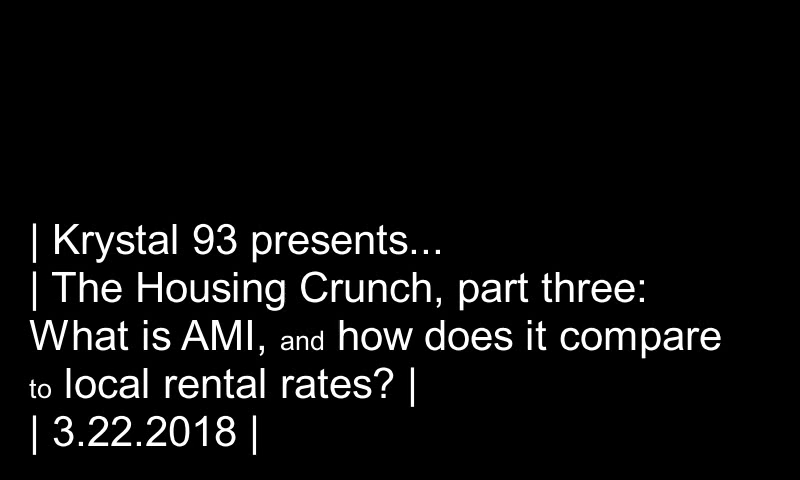 | Krystal 93 presents...
| The Housing Crunch, part three:
What is AMI, and how does it compare
to local rental rates? |
| 3.22.2018 |